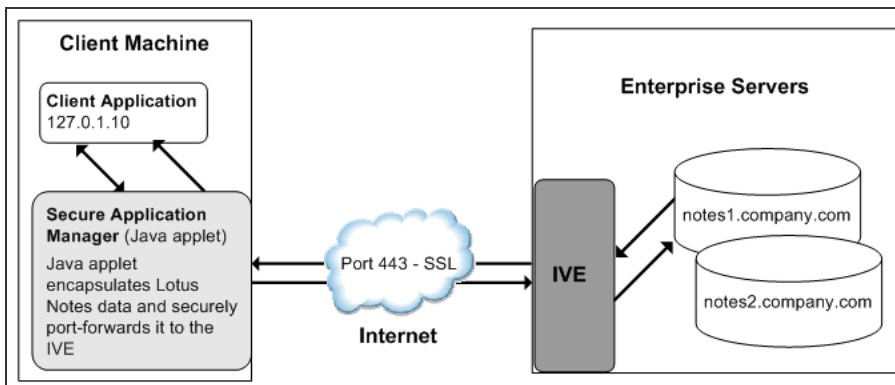 Client Machine
Client Application
127.0.1.10
Secure Application
Manager (Java applet)
Java applet
encapsulates Lotus
Notes data and securely
port-forwards it to the
IVE
Port 443 - SSL
Internet
Enterprise Servers
IVE
notes1.company.com
notes2.company.com